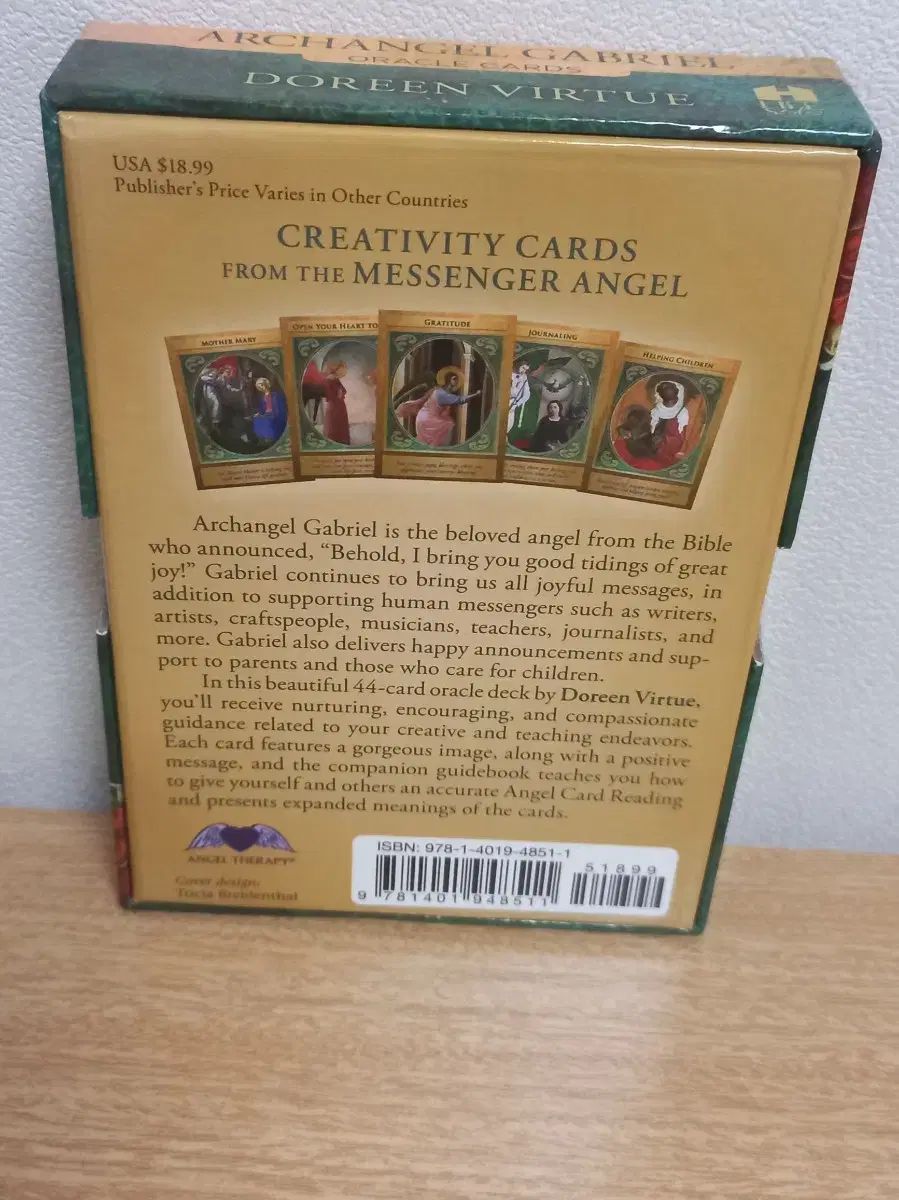 ARCHANGEL GABRIEL
ORACLE CARDS
DOREEN VIRTUE
USA $18.99
Publisher's Price Varies in Other Countries
CREATIVITY CARDS
FROM THE MESSENGER ANGEL
MOTHER MARY
OPEN YOUR HEART TO
GRATITUDE
JOURNALING
HELPING CHILDREN
Archangel Gabriel is the beloved angel from the Bible
who announced, “Behold, I bring you good tidings of great
joy!” Gabriel continues to bring us all joyful messages, in
addition to supporting human messengers such as writers,
artists, craftspeople, musicians, teachers, journalists, and
more. Gabriel also delivers happy announcements and sup-
port to parents and those who care for children.
In this beautiful 44-card oracle deck by Doreen Virtue,
you'll receive nurturing, encouraging, and compassionate
guidance related to your creative and teaching endeavors.
Each card features a gorgeous image, along with a positive
message, and the companion guidebook teaches you how
to give yourself and others an accurate Angel Card Reading
and presents expanded meanings of the cards.
ANGEL THERAPY®
Cover design:
Tricia Breidenthal
ISBN: 978-1-4019-4851-1
51899
9 781401 948511